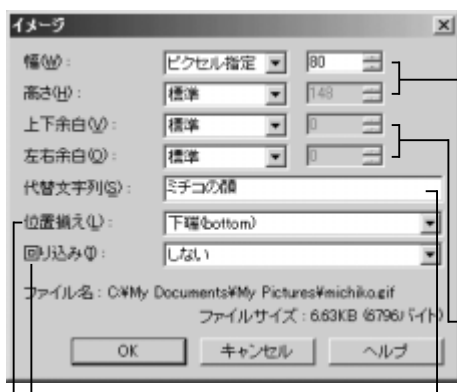 イメージ
幅(W): ピクセル指定 80
高さ(H): 標準 148
上下余白(V): 標準 0
左右余白(O): 標準 0
代替文字列(S): ミチコの顔
位置揃え(L): 下端(bottom)
回り込み(I): しない
ファイル名: C:¥My Documents¥My Pictures¥michiko.gif
ファイルサイズ: 6.63KB (6796バイト)
OK キャンセル ヘルプ